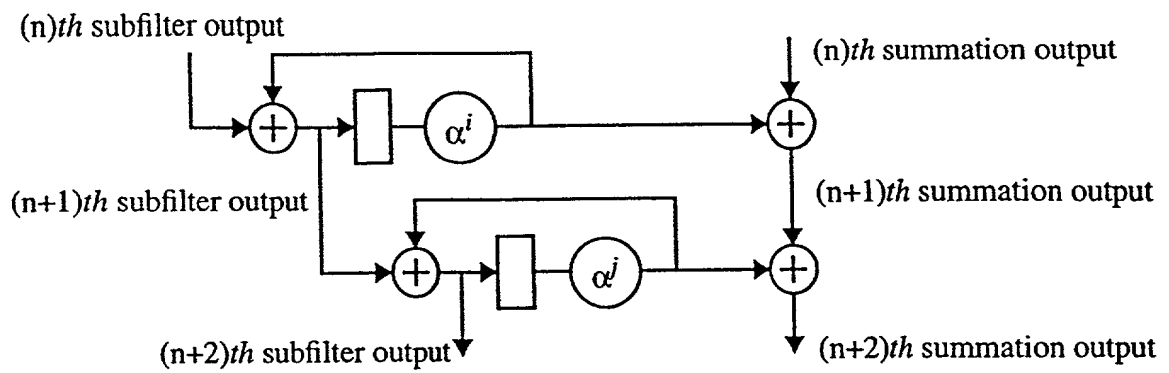 (n)th subfilter output
(n)th summation output
+
α^i
+
(n+1)th subfilter output
(n+1)th summation output
+
α^j
+
(n+2)th subfilter output
(n+2)th summation output